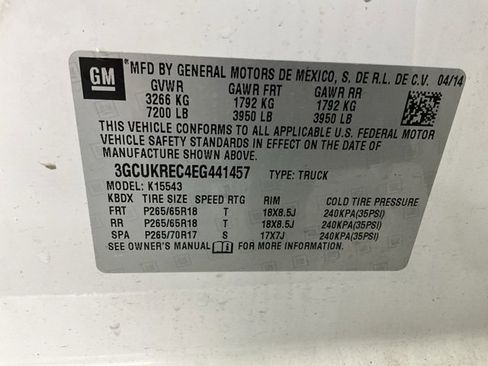 GM MFD BY GENERAL MOTORS DE MEXICO, S. DE R.L. DE C.V. 04/14
GVWR GAWR FRT GAWR RR
3266 KG 1792 KG 1792 KG
7200 LB 3950 LB 3950 LB
THIS VEHICLE CONFORMS TO ALL APPLICABLE U.S. FEDERAL MOTOR
VEHICLE SAFETY STANDARDS IN EFFECT ON THE DATE OF
MANUFACTURE SHOWN ABOVE.
3GCUKREC4EG441457 TYPE: TRUCK
MODEL: K15543
KBDX TIRE SIZE SPEED RTG RIM COLD TIRE PRESSURE
FRT P265/65R18 T 18X8.5J 240KPA(35PSI)
RR P265/65R18 T 18X8.5J 240KPA(35PSI)
SPA P265/70R17 S 17X7J 240KPA(35PSI)
SEE OWNER'S MANUAL FOR MORE INFORMATION.